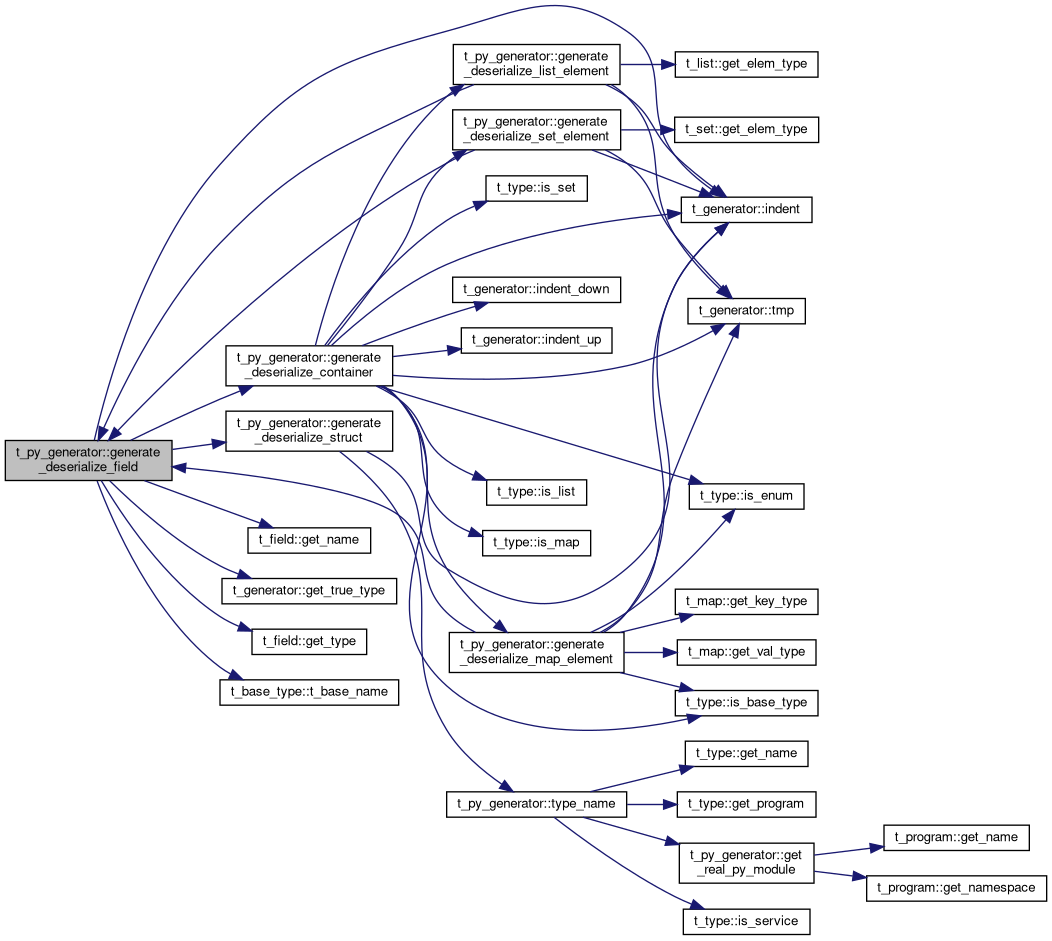 t_py_generator::generate
_deserialize_list_element
t_list::get_elem_type
t_py_generator::generate
_deserialize_set_element
t_set::get_elem_type
t_type::is_set
t_generator::indent
t_generator::indent_down
t_generator::tmp
t_generator::indent_up
t_py_generator::generate
_deserialize_container
t_py_generator::generate
_deserialize_struct
t_py_generator::generate
_deserialize_field
t_type::is_list
t_type::is_enum
t_field::get_name
t_type::is_map
t_generator::get_true_type
t_map::get_key_type
t_field::get_type
t_py_generator::generate
_deserialize_map_element
t_map::get_val_type
t_base_type::t_base_name
t_type::is_base_type
t_type::get_name
t_py_generator::type_name
t_type::get_program
t_program::get_name
t_py_generator::get
_real_py_module
t_program::get_namespace
t_type::is_service